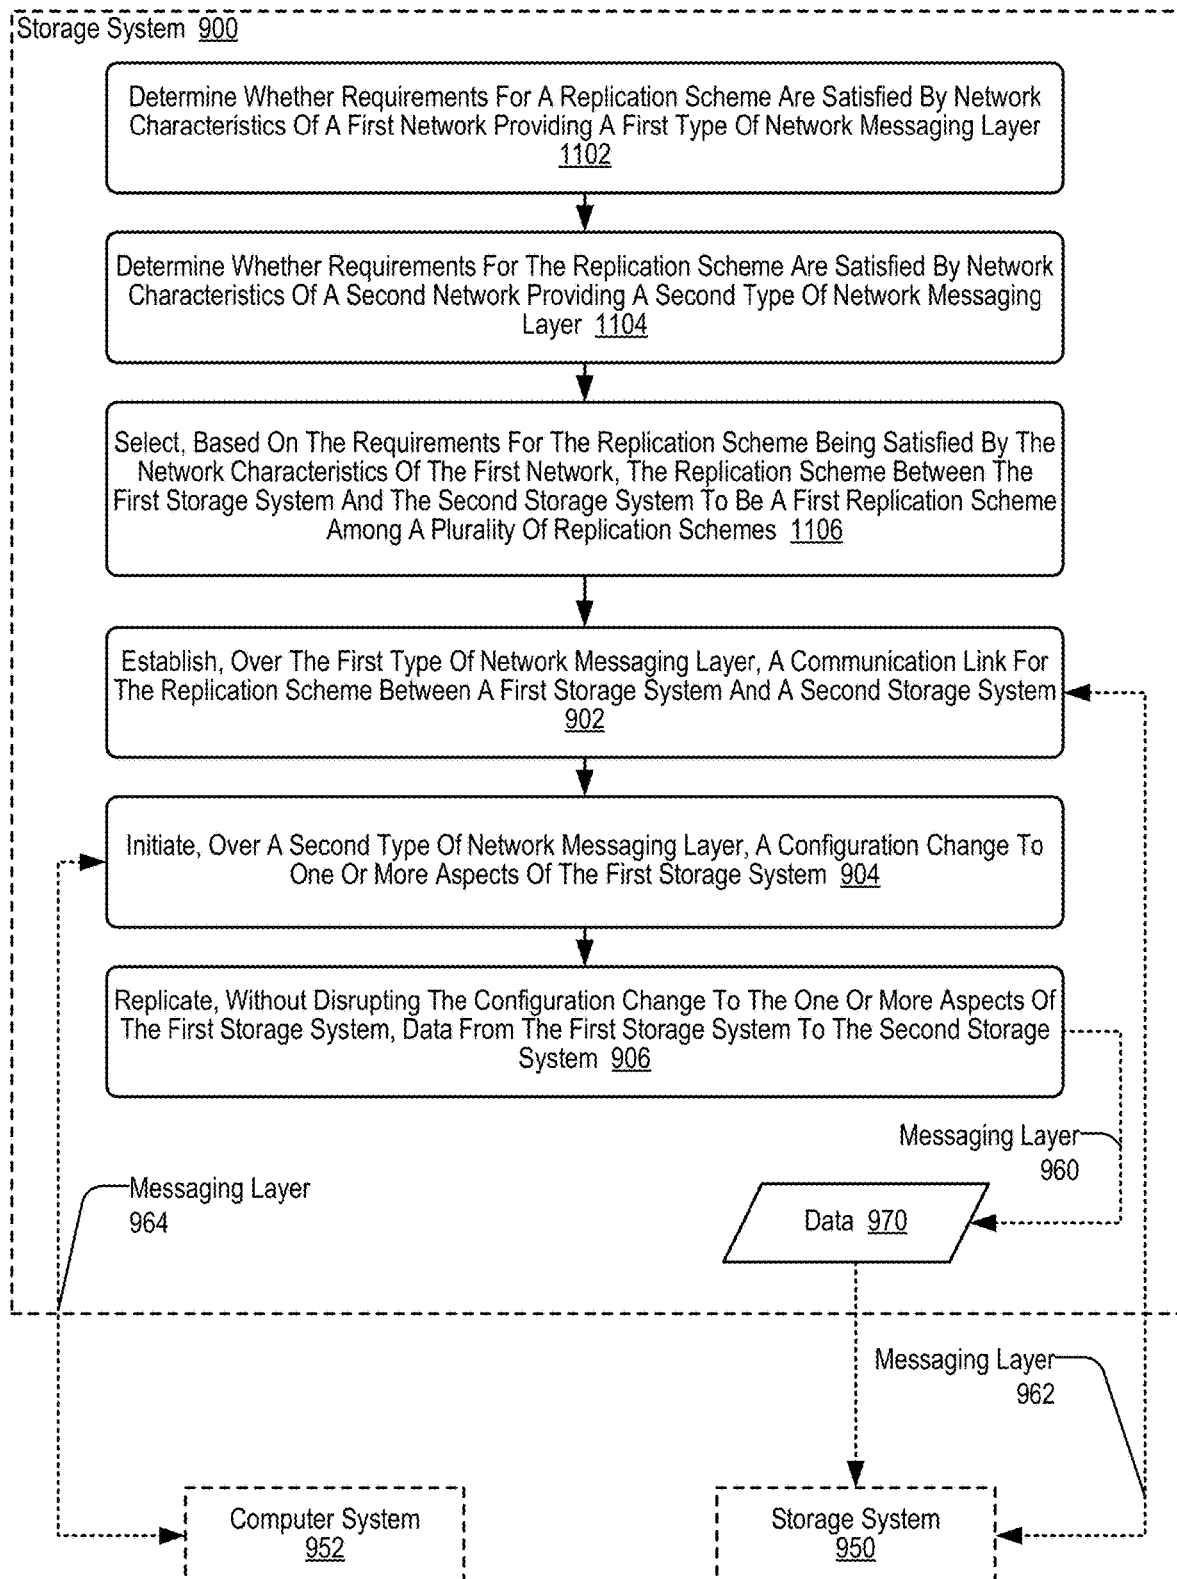 Storage System 900
Determine Whether Requirements For A Replication Scheme Are Satisfied By Network
Characteristics Of A First Network Providing A First Type Of Network Messaging Layer
1102
Determine Whether Requirements For The Replication Scheme Are Satisfied By Network
Characteristics Of A Second Network Providing A Second Type Of Network Messaging
Layer 1104
Select, Based On The Requirements For The Replication Scheme Being Satisfied By The
Network Characteristics Of The First Network, The Replication Scheme Between The
First Storage System And The Second Storage System To Be A First Replication Scheme
Among A Plurality Of Replication Schemes 1106
Establish, Over The First Type Of Network Messaging Layer, A Communication Link For
The Replication Scheme Between A First Storage System And A Second Storage System
902
Initiate, Over A Second Type Of Network Messaging Layer, A Configuration Change To
One Or More Aspects Of The First Storage System 904
Replicate, Without Disrupting The Configuration Change To The One Or More Aspects Of
The First Storage System, Data From The First Storage System To The Second Storage
System 906
Messaging Layer
960
Messaging Layer
964
Data 970
Messaging Layer
962
Computer System
952
Storage System
950